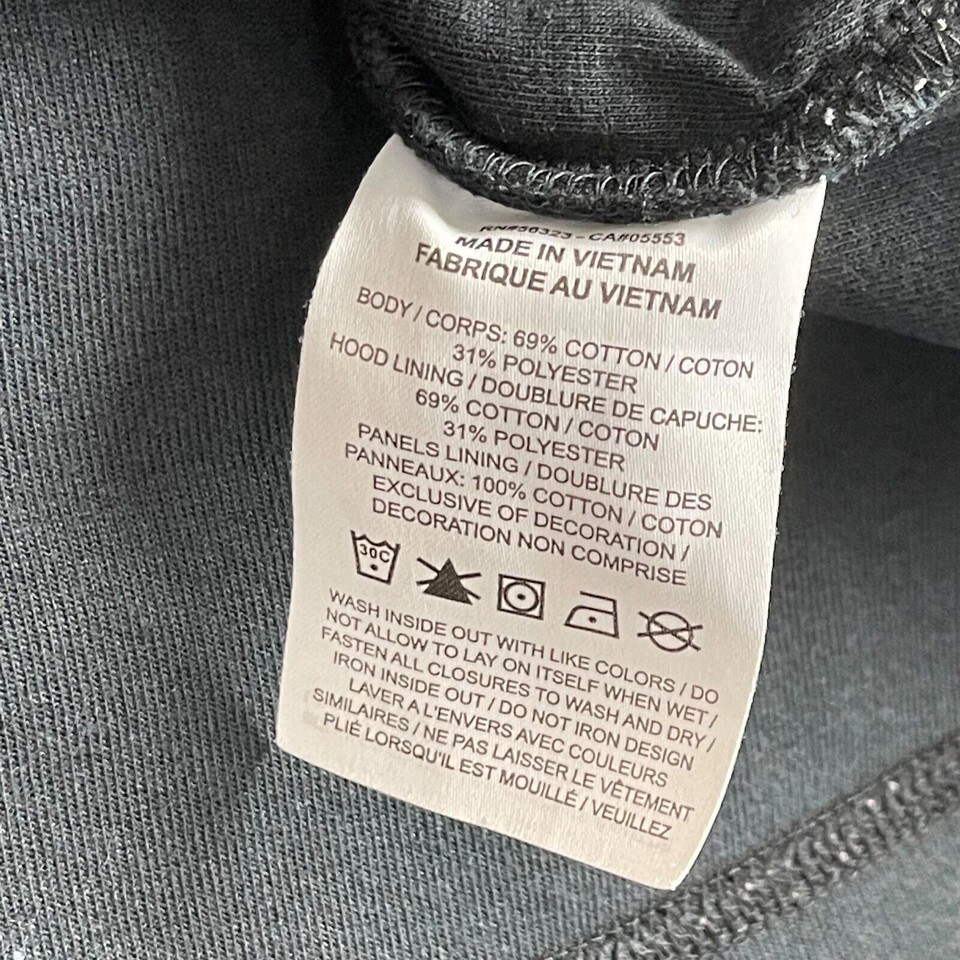 RN#56323 - CA#05553
MADE IN VIETNAM
FABRIQUE AU VIETNAM
BODY / CORPS: 69% COTTON / COTON
31% POLYESTER
HOOD LINING / DOUBLURE DE CAPUCHE:
69% COTTON / COTON
31% POLYESTER
PANELS LINING / DOUBLURE DES
PANNEAUX: 100% COTTON / COTON
EXCLUSIVE OF DECORATION /
DECORATION NON COMPRISE
30C
WASH INSIDE OUT WITH LIKE COLORS / DO
NOT ALLOW TO LAY ON ITSELF WHEN WET /
FASTEN ALL CLOSURES TO WASH AND DRY /
IRON INSIDE OUT / DO NOT IRON DESIGN
LAVER A L'ENVERS AVEC COULEURS
SIMILAIRES / NE PAS LAISSER LE VÊTEMENT
PLIÉ LORSQU'IL EST MOUILLÉ / VEUILLEZ